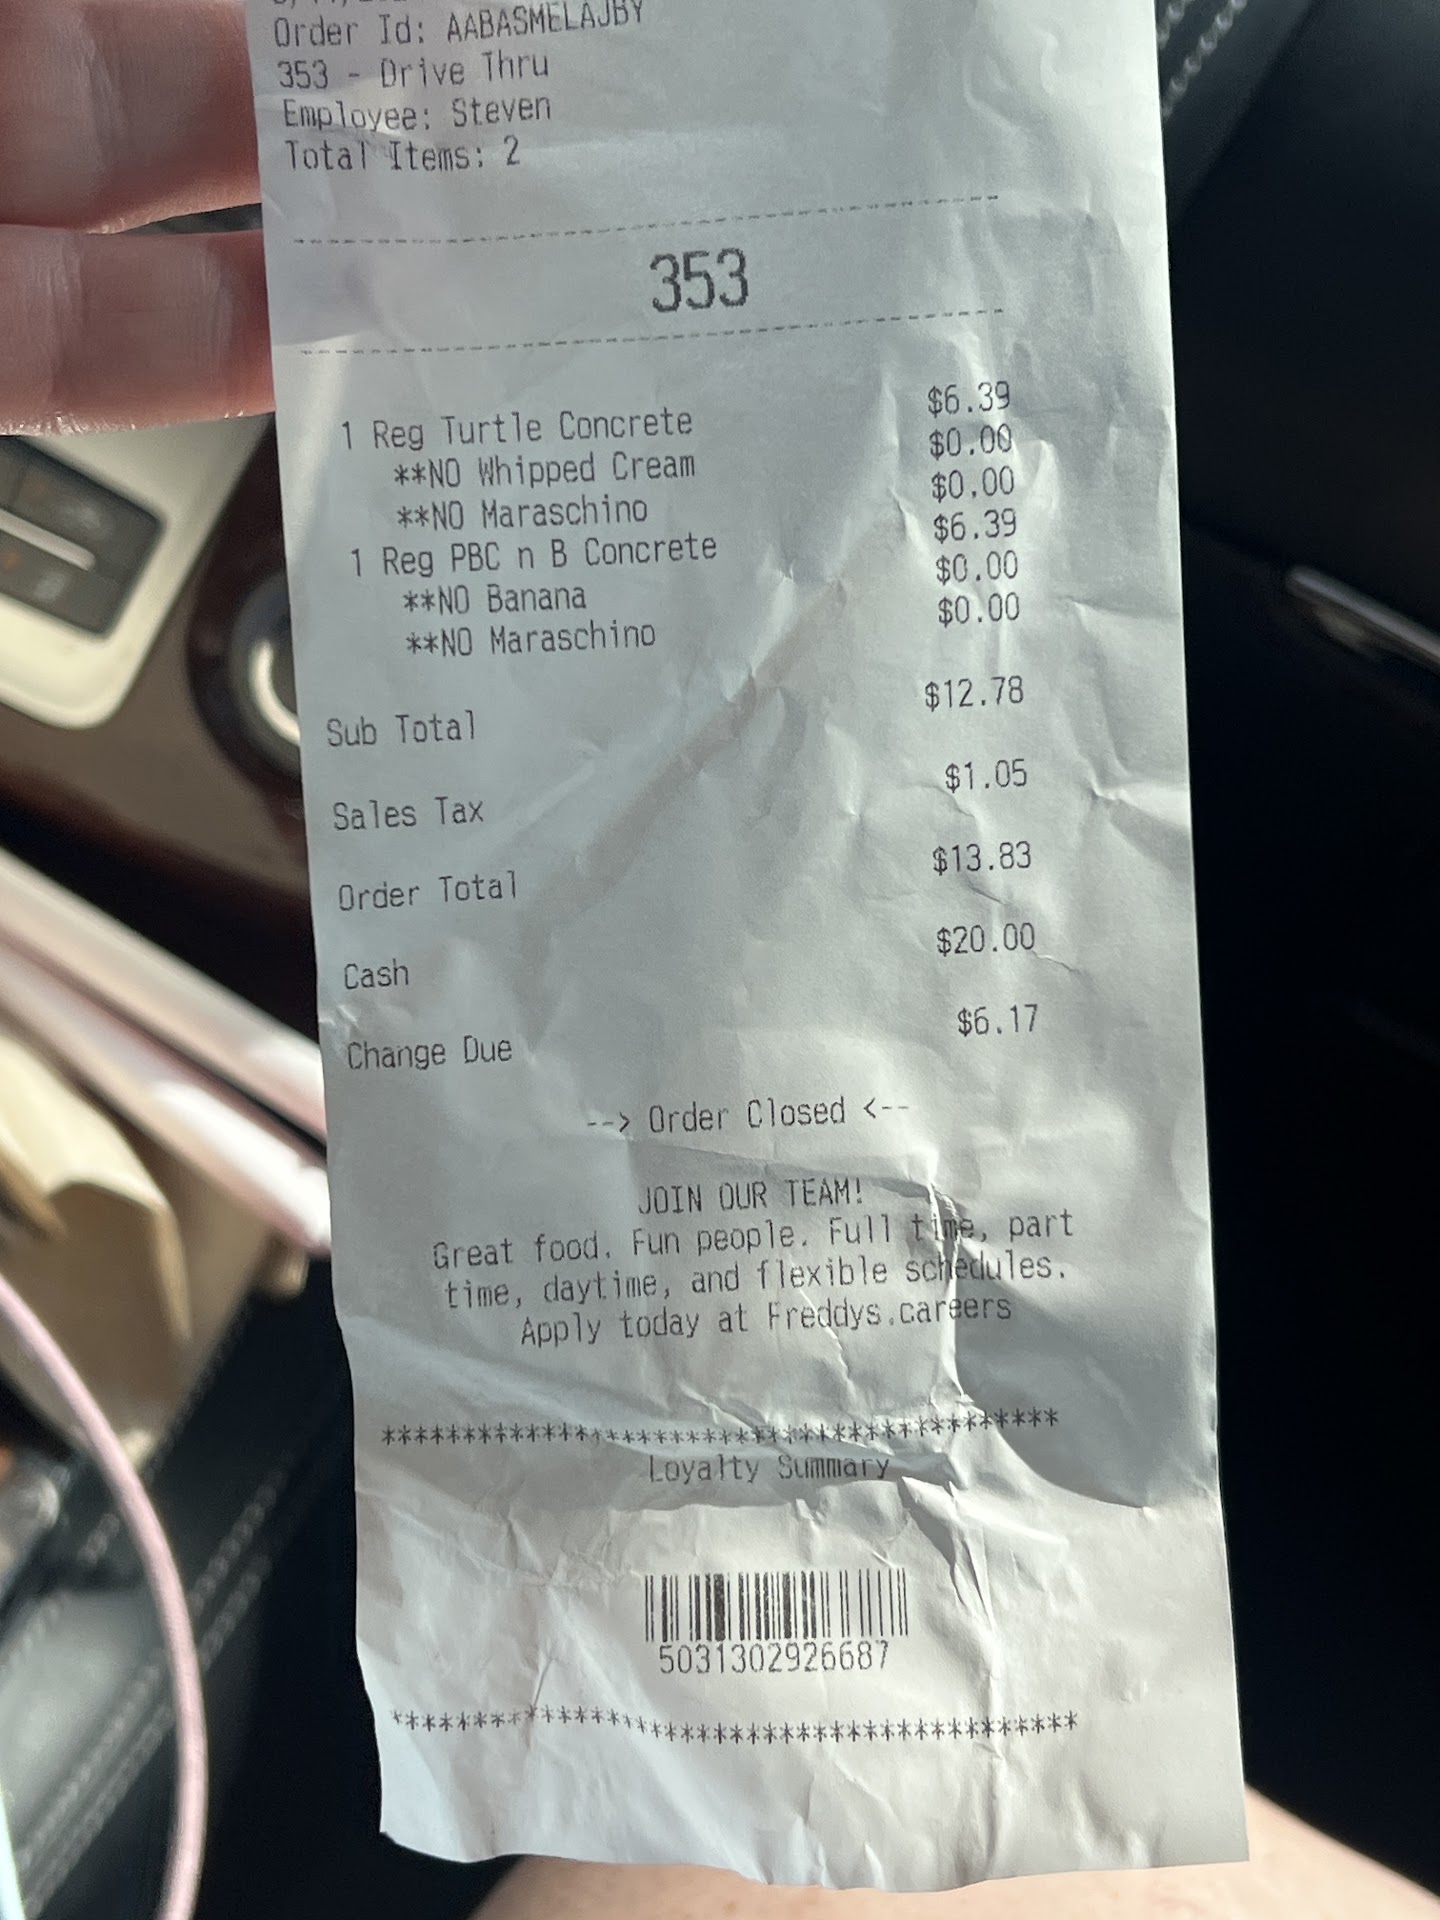 Order Id: AABASMELAJBY
353 - Drive Thru
Employee: Steven
Total Items: 2
353
1 Reg Turtle Concrete $6.39
**NO Whipped Cream $0.00
**NO Maraschino $0.00
1 Reg PBC n B Concrete $6.39
**NO Banana $0.00
**NO Maraschino $0.00
Sub Total $12.78
Sales Tax $1.05
Order Total $13.83
Cash $20.00
Change Due $6.17
--> Order Closed <--
JOIN OUR TEAM!
Great food. Fun people. Full time, part
time, daytime, and flexible schedules.
Apply today at Freddys.careers
******************************************
Loyalty Summary
5031302926687
******************************************